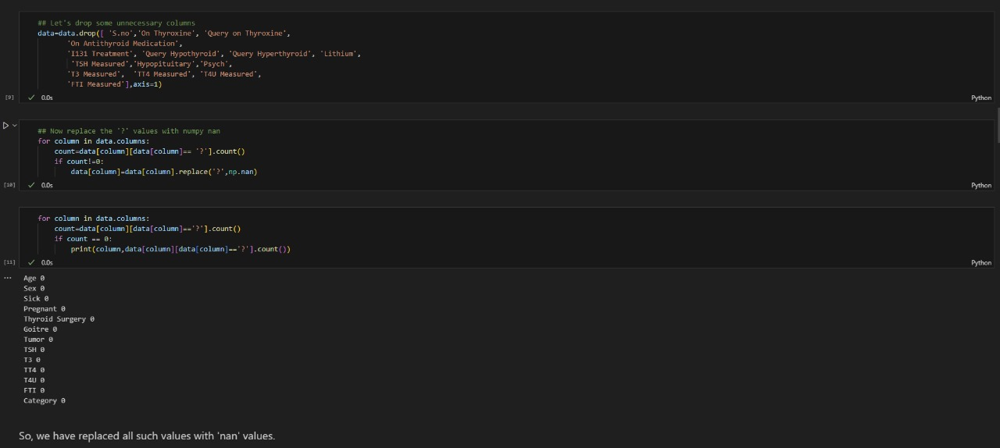 ## Let's drop some unnecessary columns
data=data.drop([ 'S.no','On Thyroxine', 'Query on Thyroxine',
'On Antithyroid Medication',
'I131 Treatment', 'Query Hypothyroid', 'Query Hyperthyroid', 'Lithium',
'TSH Measured','Hypopituitary','Psych',
'T3 Measured',  'TT4 Measured', 'T4U Measured',
'FTI Measured'],axis=1)
[9] ✓ 0.0s Python
## Now replace the '?' values with numpy nan
for column in data.columns:
count=data[column][data[column]== '?'].count()
if count!=0:
data[column]=data[column].replace('?',np.nan)
[10] ✓ 0.0s Python
for column in data.columns:
count=data[column][data[column]=='?'].count()
if count == 0:
print(column,data[column][data[column]=='?'].count())
[11] ✓ 0.0s Python
... Age 0
Sex 0
Sick 0
Pregnant 0
Thyroid Surgery 0
Goitre 0
Tumor 0
TSH 0
T3 0
TT4 0
T4U 0
FTI 0
Category 0
So, we have replaced all such values with 'nan' values.